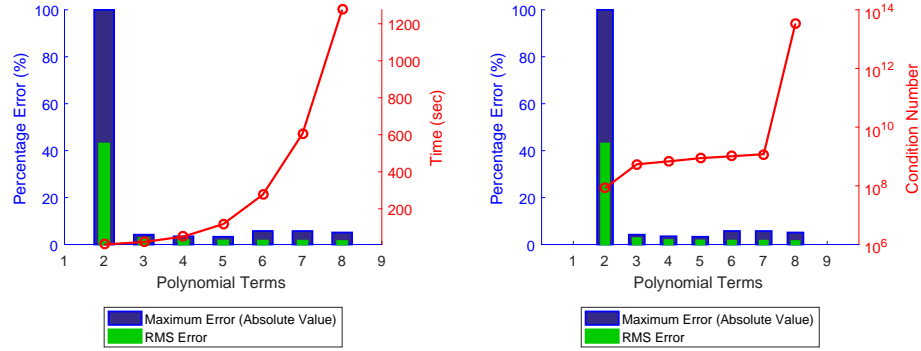 100
80
60
40
20
0
Percentage Error (%)
1200
1000
800
600
400
200
Time (sec)
1 2 3 4 5 6 7 8 9
Polynomial Terms
Maximum Error (Absolute Value)
RMS Error
100
80
60
40
20
0
Percentage Error (%)
10^14
10^12
10^10
10^8
10^6
Condition Number
1 2 3 4 5 6 7 8 9
Polynomial Terms
Maximum Error (Absolute Value)
RMS Error